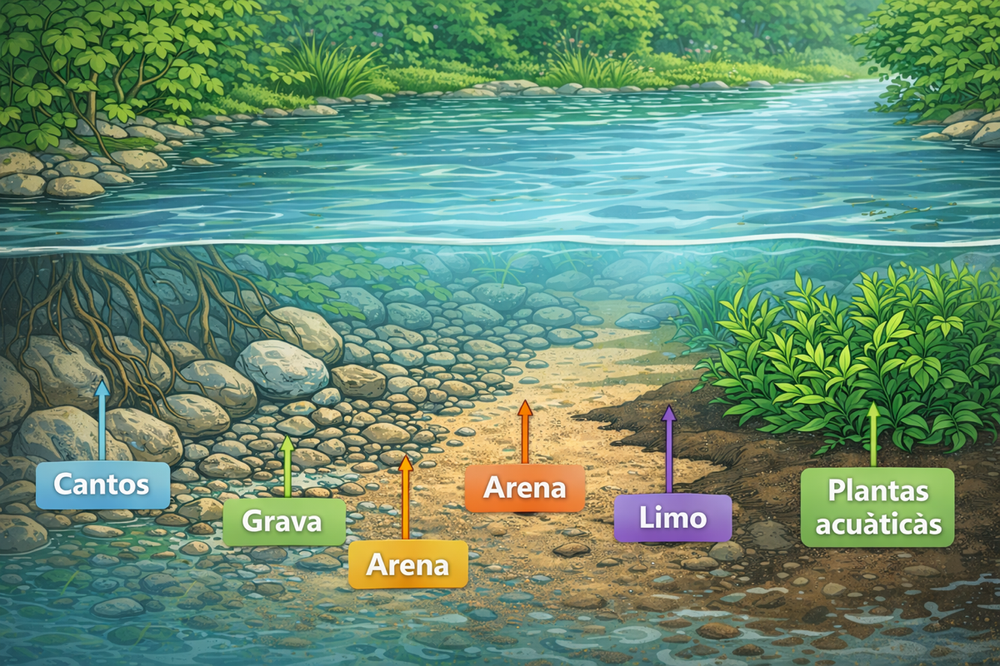 Cantos
Grava
Arena
Arena
Limo
Plantas
acuàticàs